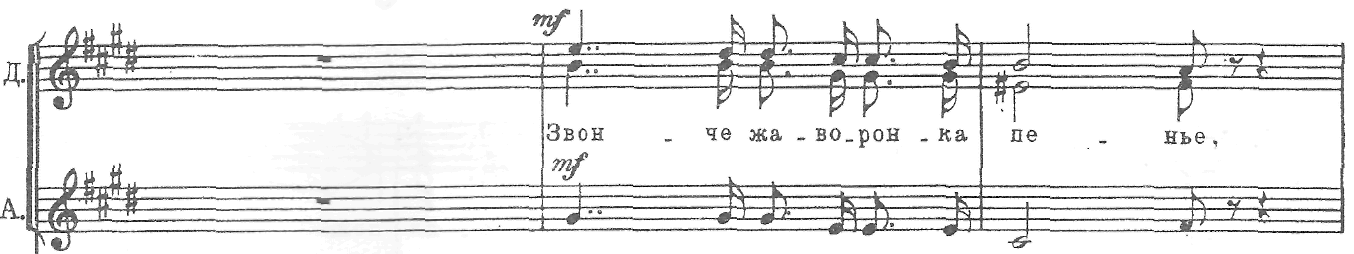 mf
Д.
Звон - че жа-во-рон-ка пе - нье,
mf
А.